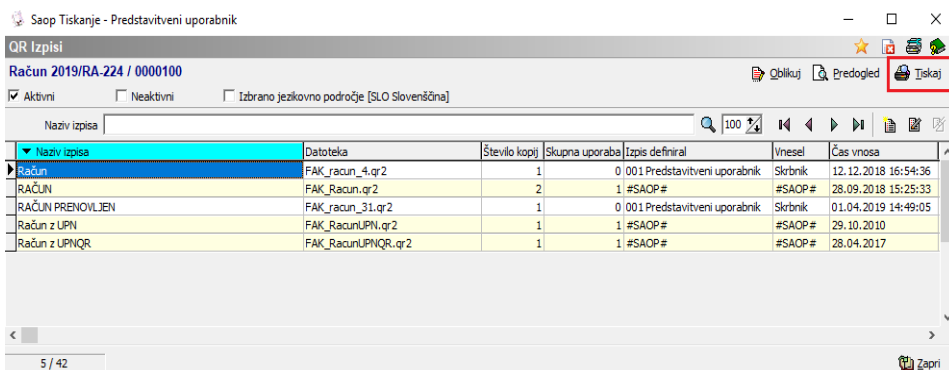 Saop Tiskanje - Predstavitveni uporabnik
QR Izpisi
Račun 2019/RA-224 / 0000100 Oblikuj Predogled Tiskaj
Aktivni Neaktivni Izbrano jezikovno področje [SLO Slovenščina]
Naziv izpisa 100
Naziv izpisa Datoteka Število kopij Skupna uporaba Izpis definiral Vnesel Čas vnosa
Račun FAK_racun_4.qr2 1 0 001 Predstavitveni uporabnik Skrbnik 12.12.2018 16:54:36
RAČUN FAK_Racun.qr2 2 1 #SAOP# #SAOP# 28.09.2018 15:25:33
RAČUN PRENOVLJEN FAK_racun_31.qr2 1 0 001 Predstavitveni uporabnik Skrbnik 01.04.2019 14:49:05
Račun z UPN FAK_RacunUPN.qr2 1 1 #SAOP# #SAOP# 29.10.2010
Račun z UPNQR FAK_RacunUPNQR.qr2 1 1 #SAOP# #SAOP# 28.04.2017
5 / 42 Zapri